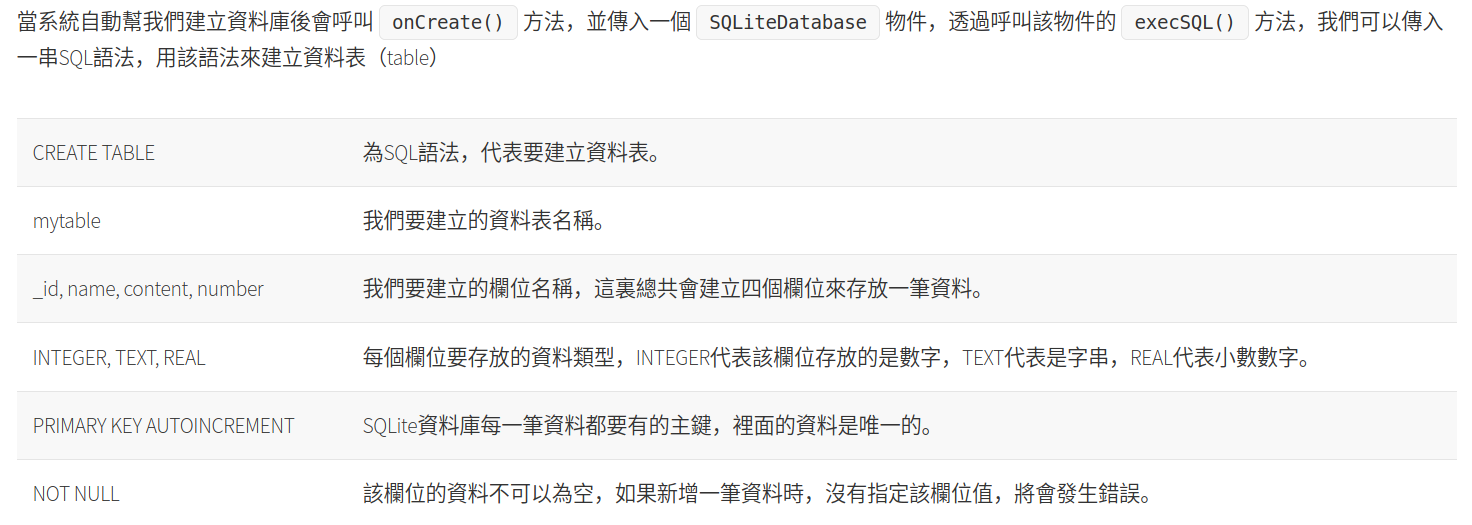 當系統自動幫我們建立資料庫後會呼叫 onCreate() 方法，並傳入一個 SQLiteDatabase 物件，透過呼叫該物件的 execSQL() 方法，我們可以傳入
一串SQL語法，用該語法來建立資料表（table）
CREATE TABLE 為SQL語法，代表要建立資料表。
mytable 我們要建立的資料表名稱。
_id, name, content, number 我們要建立的欄位名稱，這裏總共會建立四個欄位來存放一筆資料。
INTEGER, TEXT, REAL 每個欄位要存放的資料類型，INTEGER代表該欄位存放的是數字，TEXT代表是字串，REAL代表小數數字。
PRIMARY KEY AUTOINCREMENT SQLite資料庫每一筆資料都要有的主鍵，裡面的資料是唯一的。
NOT NULL 該欄位的資料不可以為空，如果新增一筆資料時，沒有指定該欄位值，將會發生錯誤。